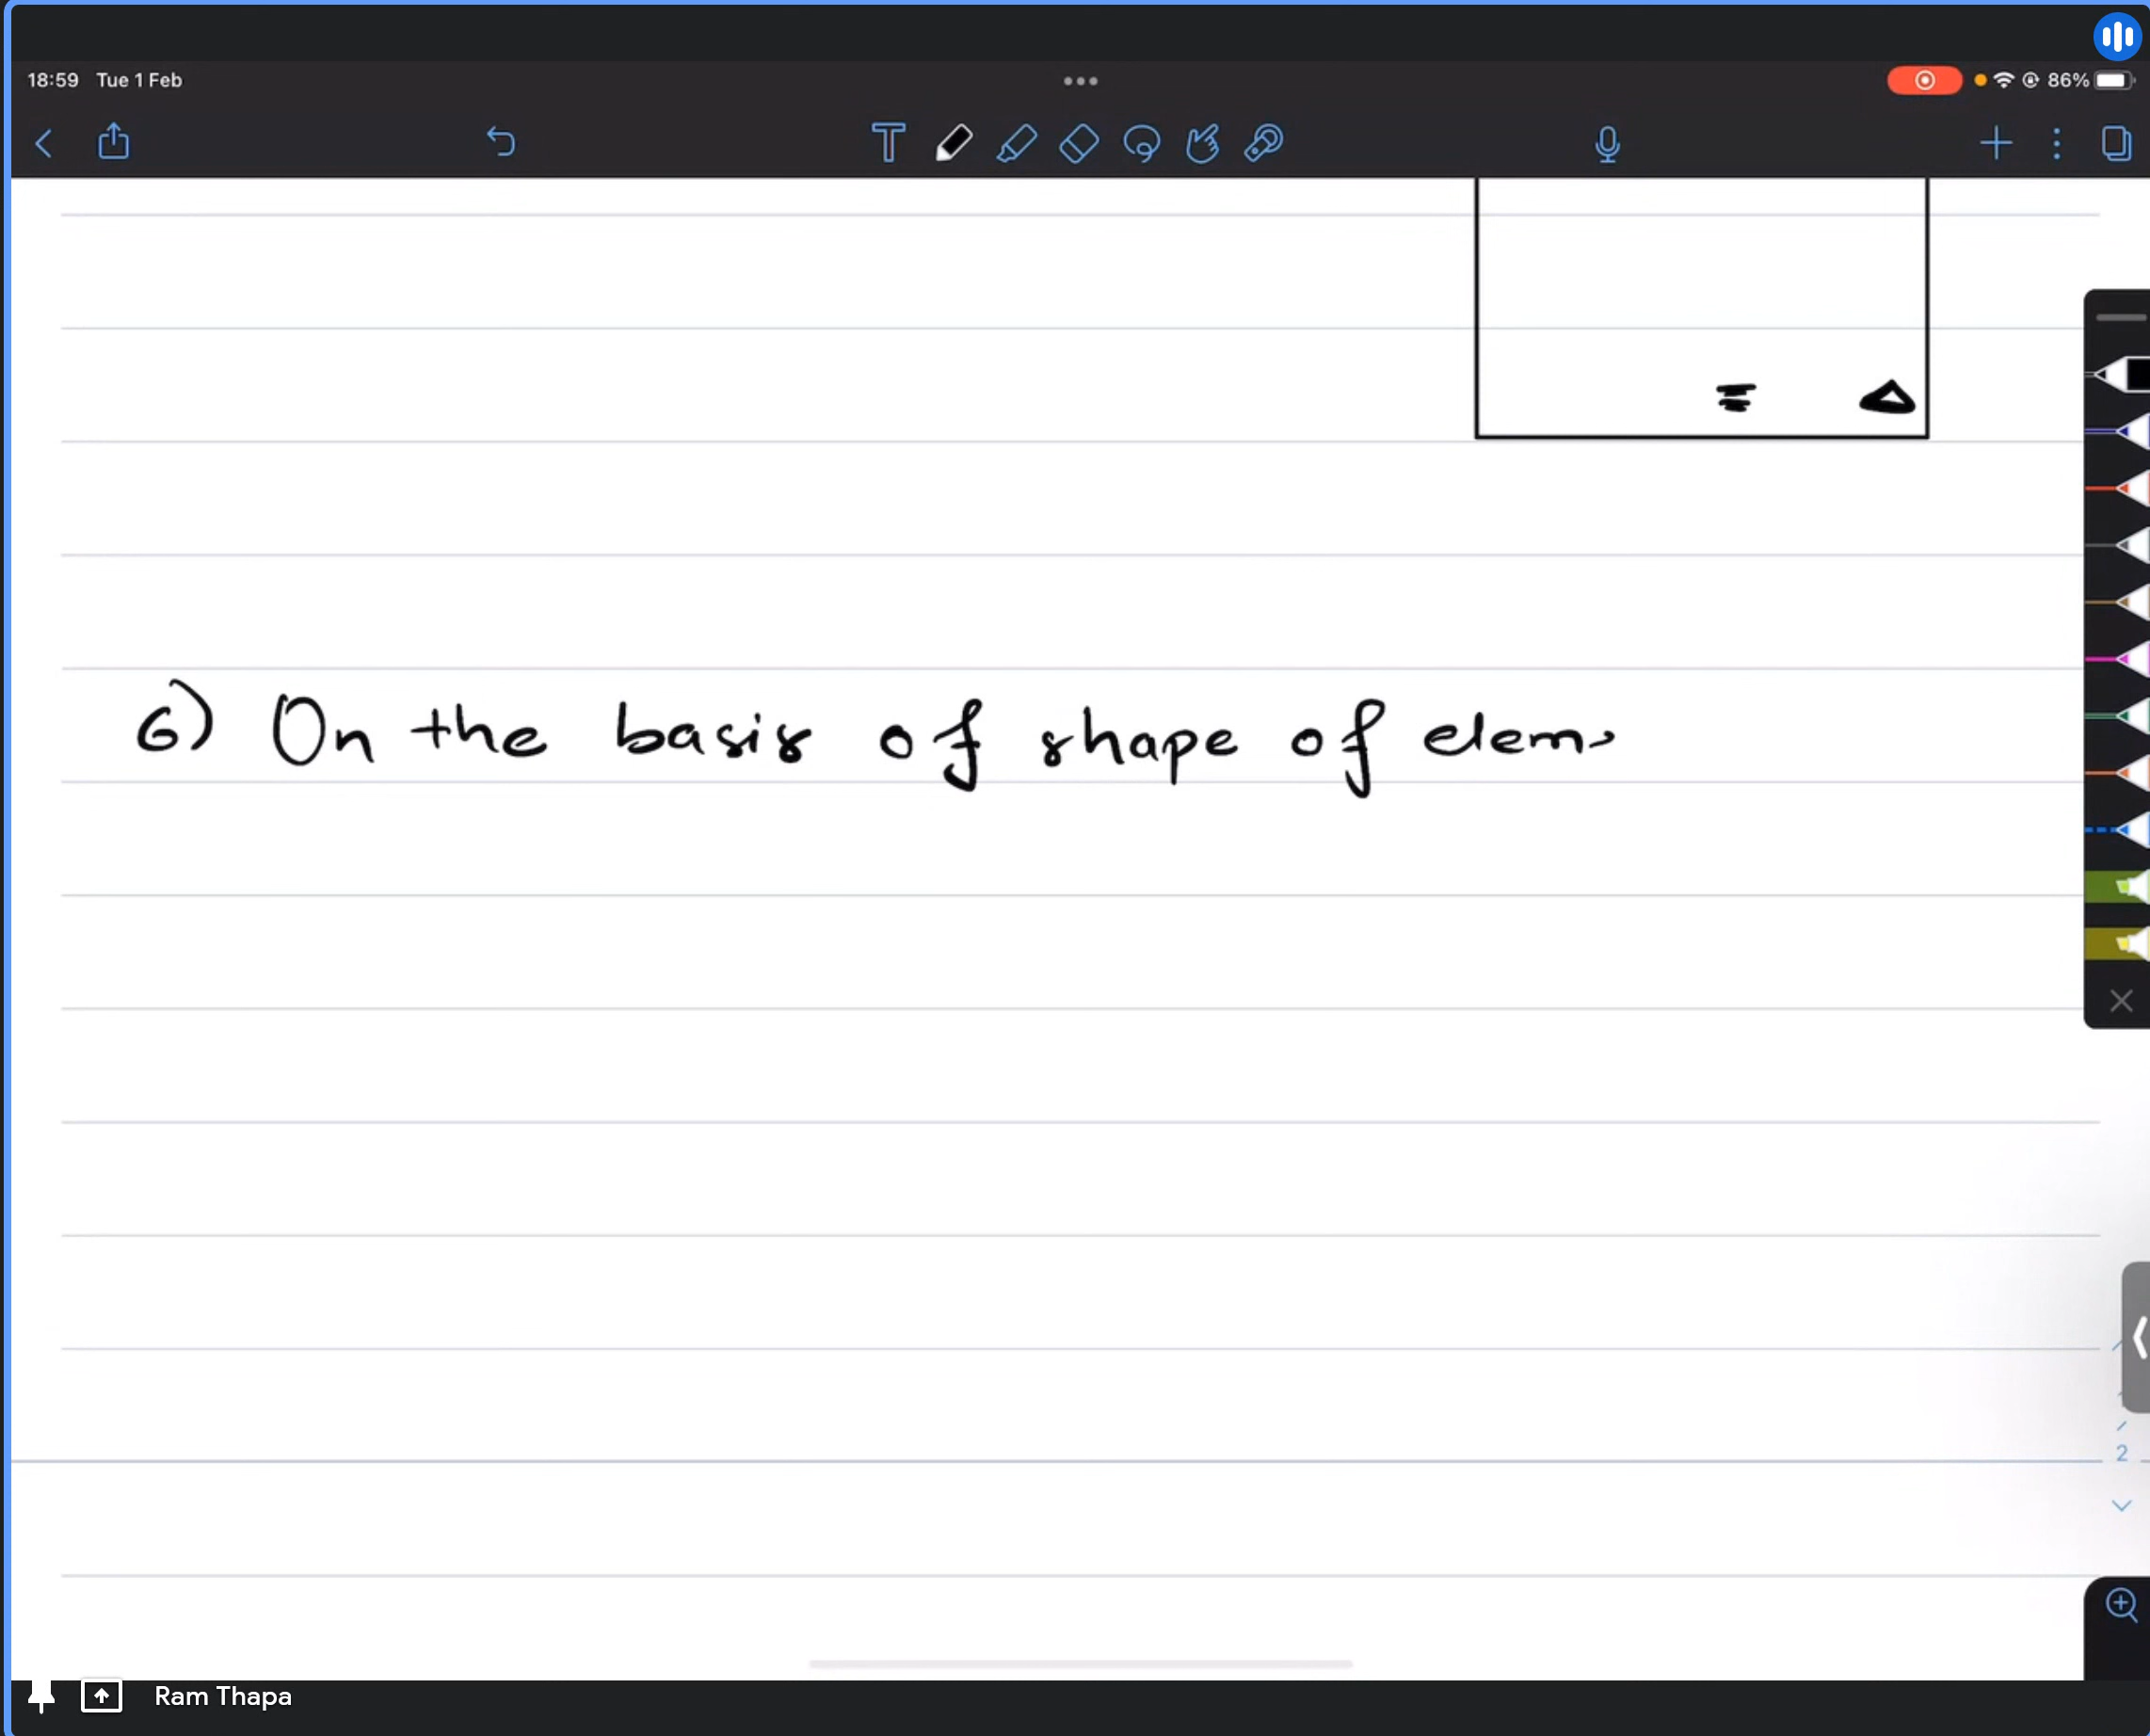 18:59 Tue 1 Feb
86%
6) On the basis of shape of elem
2
Ram Thapa